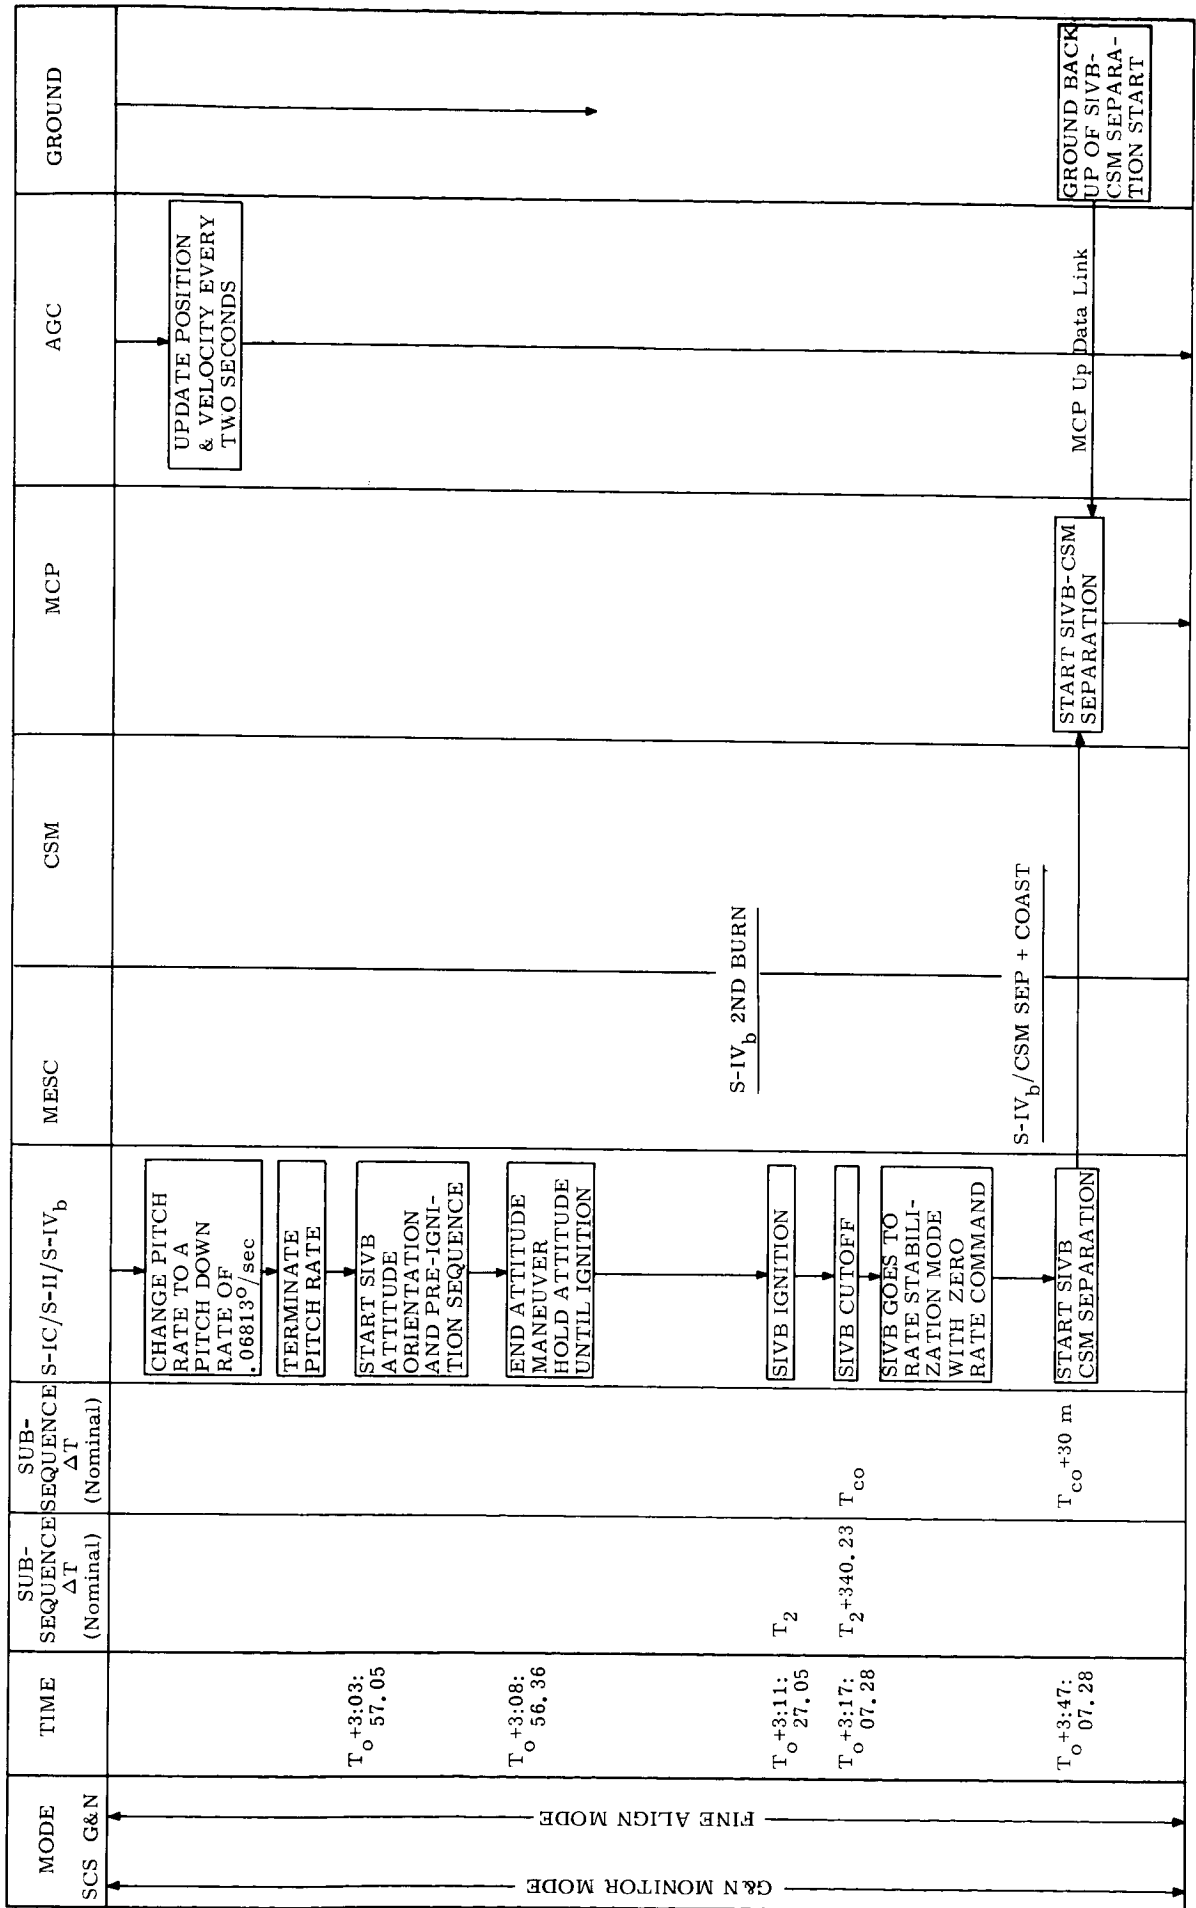 MODE
SCS G&N
TIME
SUB-
SEQUENCE
ΔT
(Nominal)
SUB-
SEQUENCE
ΔT
(Nominal)
S-IC/S-II/S-IVb
MESC
CSM
MCP
AGC
GROUND
G&N MONITOR MODE
FINE ALIGN MODE
CHANGE PITCH
RATE TO A
PITCH DOWN
RATE OF
.06813°/sec
UPDATE POSITION
& VELOCITY EVERY
TWO SECONDS
TERMINATE
PITCH RATE
To+3:03:
57.05
START SIVB
ATTITUDE
ORIENTATION
AND PRE-IGNI-
TION SEQUENCE
To+3:08:
56.36
END ATTITUDE
MANEUVER
HOLD ATTITUDE
UNTIL IGNITION
S-IVb 2ND BURN
To+3:11:
27.05
T2
SIVB IGNITION
To+3:17:
07.28
T2+340.23
Tco
SIVB CUTOFF
SIVB GOES TO
RATE STABILI-
ZATION MODE
WITH ZERO
RATE COMMAND
S-IVb/CSM SEP + COAST
To+3:47:
07.28
Tco+30 m
START SIVB
CSM SEPARATION
START SIVB-CSM
SEPARATION
MCP Up Data Link
GROUND BACK
UP OF SIVB-
CSM SEPARA-
TION START